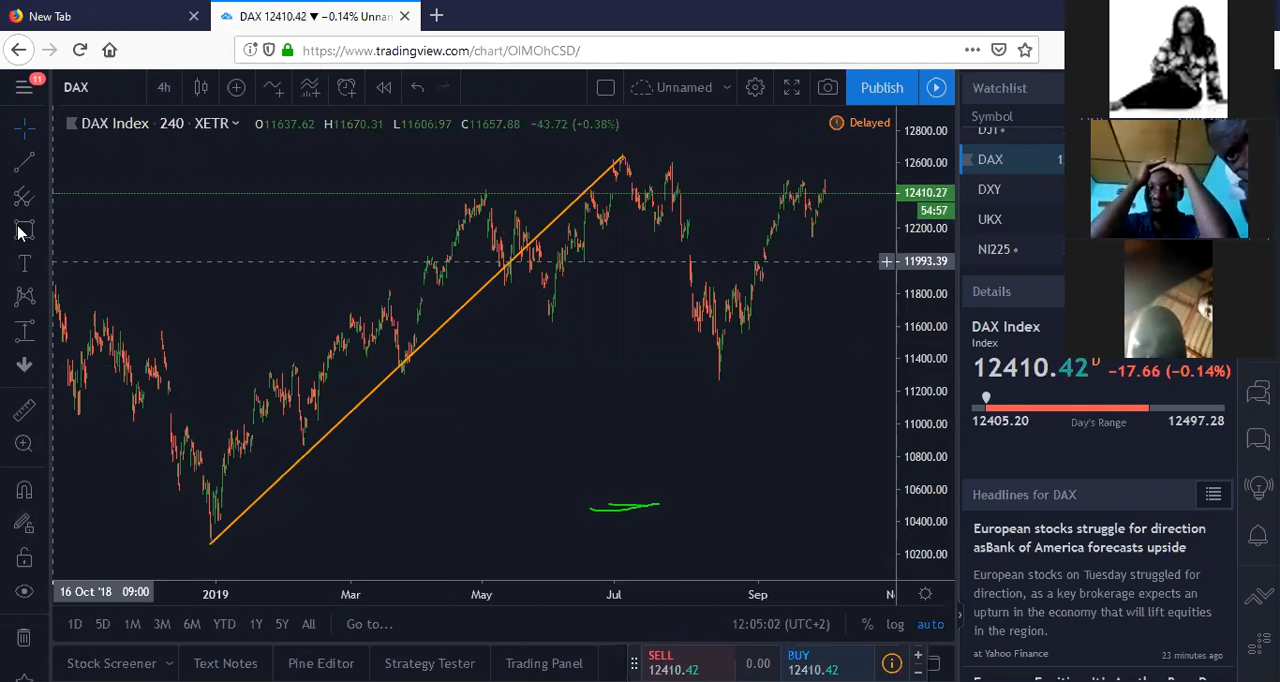 New Tab
DAX 12410.42 ▼ −0.14% Unnan
https://www.tradingview.com/chart/OIMOhCSD/
11
DAX
4h
Unnamed
Publish
Watchlist
DAX Index · 240 · XETR
O11637.62 H11670.31 L11606.97 C11657.88 −43.72 (+0.38%)
Delayed
Symbol
DJI
DAX
1
DXY
UKX
NI225
12800.00
12600.00
12410.27
54:57
12200.00
11993.39
11800.00
11600.00
11400.00
11200.00
11000.00
10800.00
10600.00
10400.00
10200.00
16 Oct '18 09:00
2019
Mar
May
Jul
Sep
N
1D 5D 1M 3M 6M YTD 1Y 5Y All
Go to...
12:05:02 (UTC+2)
% log auto
Stock Screener
Text Notes
Pine Editor
Strategy Tester
Trading Panel
SELL
12410.42
0.00
BUY
12410.42
Details
DAX Index
Index
12410.42 D −17.66 (−0.14%)
12405.20 Day's Range 12497.28
Headlines for DAX
European stocks struggle for direction
asBank of America forecasts upside
European stocks on Tuesday struggled for
direction, as a key brokerage expects an
upturn in the economy that will lift equities
in the region.
at Yahoo Finance
23 minutes ago